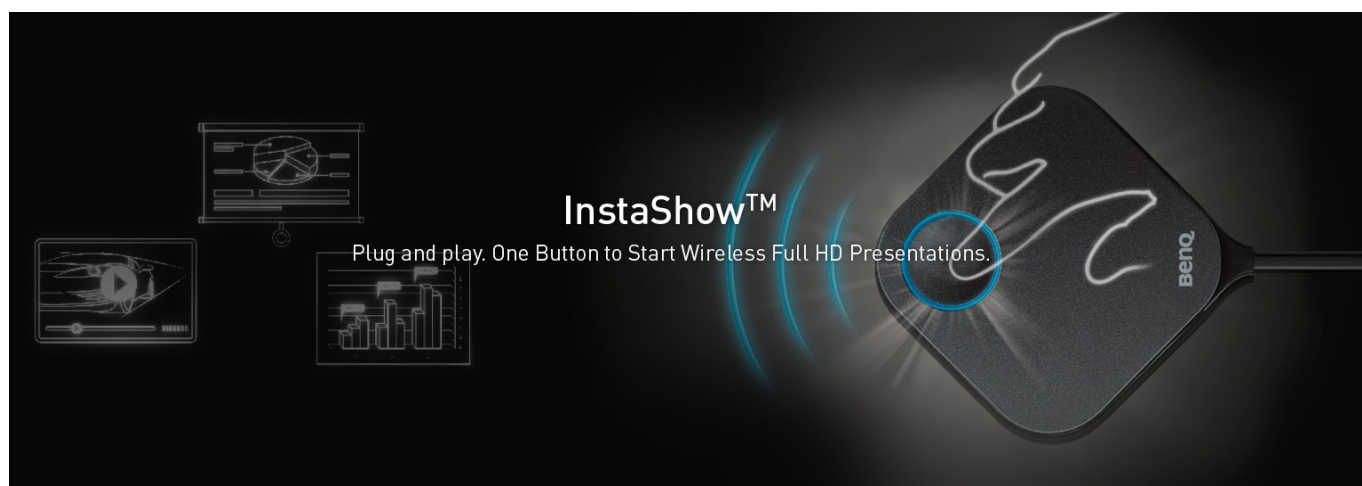 InstaShow™
Plug and play. One Button to Start Wireless Full HD Presentations.
BenQ